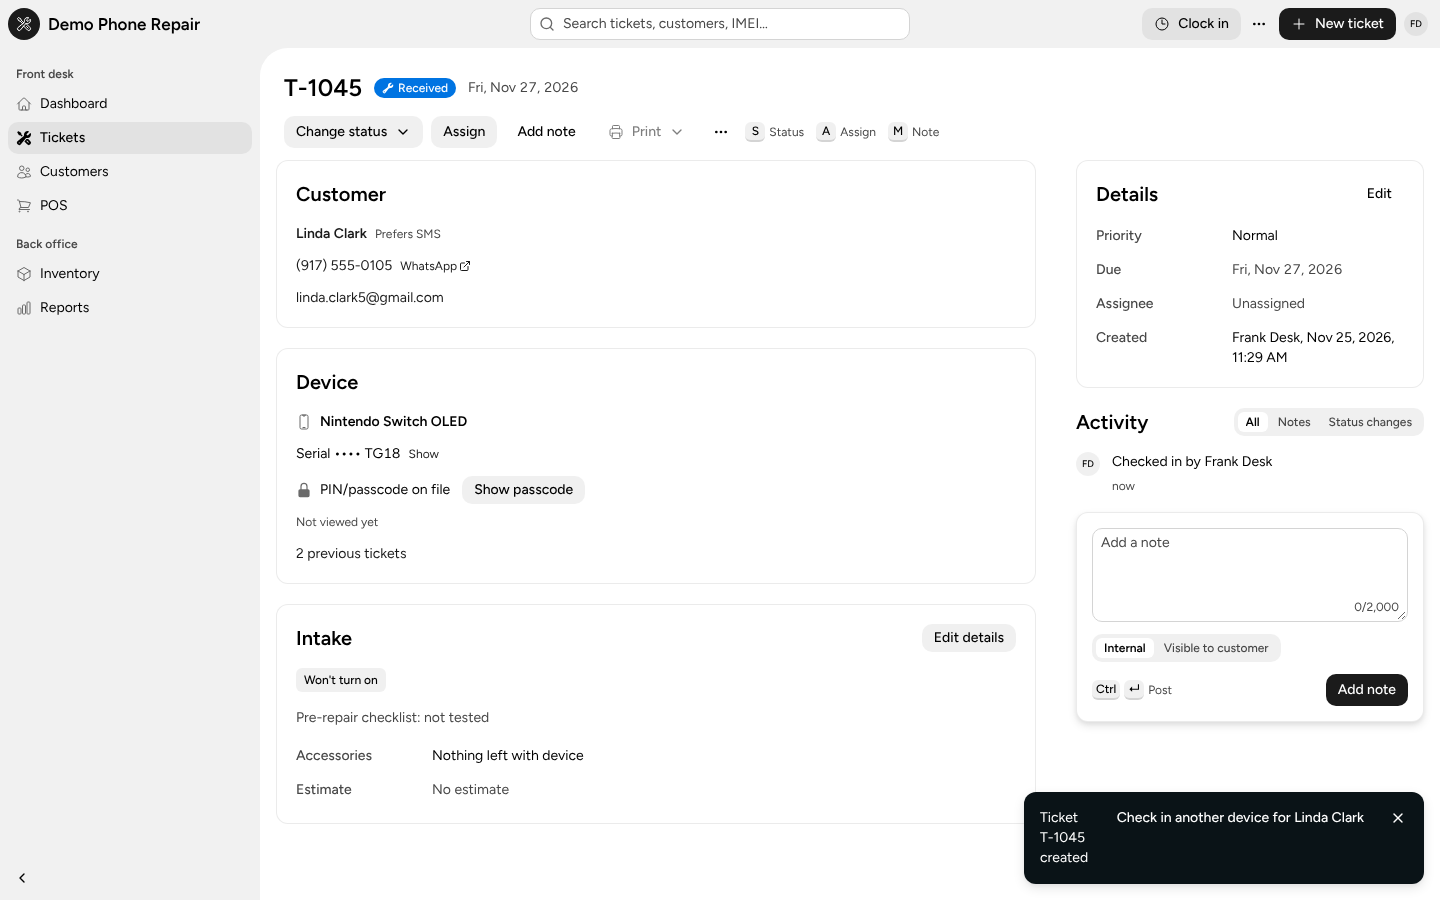 Demo Phone Repair
Search tickets, customers, IMEI...
Clock in
New ticket
FD
Front desk
Dashboard
Tickets
Customers
POS
Back office
Inventory
Reports
T-1045
Received
Fri, Nov 27, 2026
Change status
Assign
Add note
Print
S Status
A Assign
M Note
Customer
Linda Clark Prefers SMS
(917) 555-0105 WhatsApp
linda.clark5@gmail.com
Device
Nintendo Switch OLED
Serial •••• TG18 Show
PIN/passcode on file Show passcode
Not viewed yet
2 previous tickets
Intake
Edit details
Won't turn on
Pre-repair checklist: not tested
Accessories Nothing left with device
Estimate No estimate
Details
Edit
Priority Normal
Due Fri, Nov 27, 2026
Assignee Unassigned
Created Frank Desk, Nov 25, 2026,
11:29 AM
Activity
All Notes Status changes
FD Checked in by Frank Desk
now
Add a note
0/2,000
Internal Visible to customer
Ctrl ↵ Post
Add note
Ticket
T-1045
created
Check in another device for Linda Clark